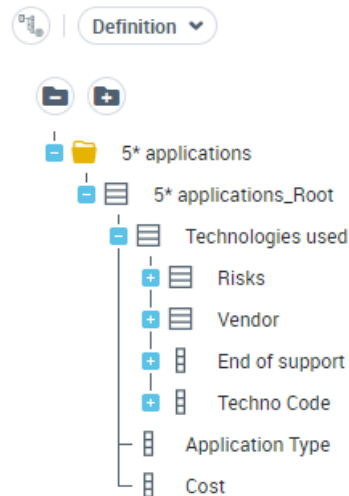 Definition
5* applications
5* applications_Root
Technologies used
Risks
Vendor
End of support
Techno Code
Application Type
Cost